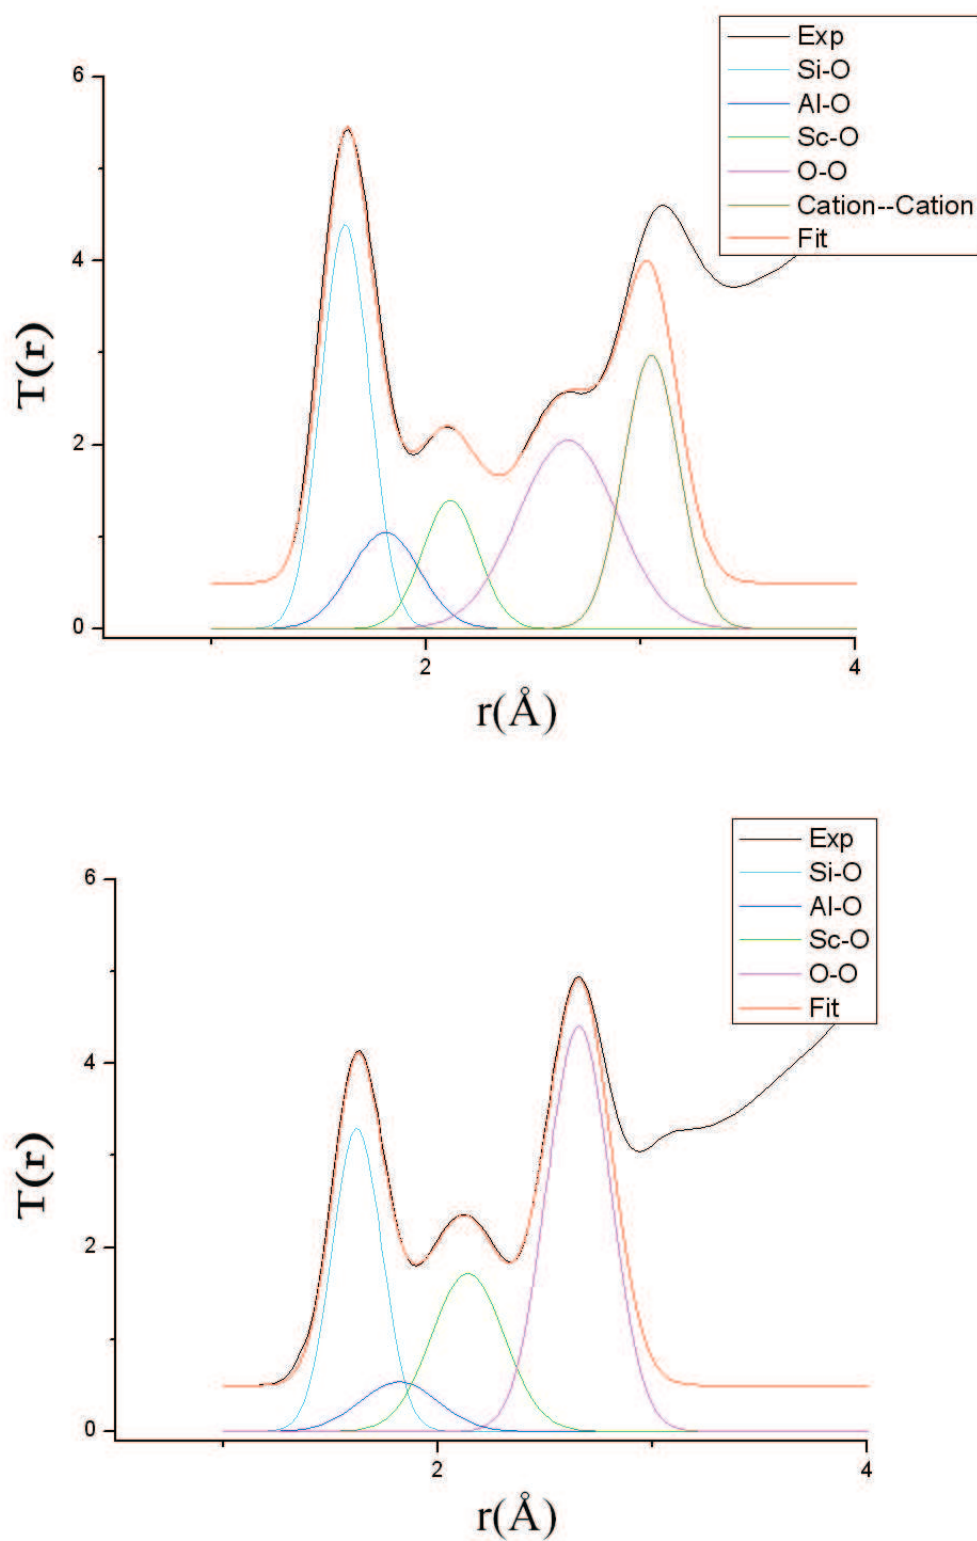 Exp
Si-O
Al-O
Sc-O
O-O
Cation--Cation
Fit
6
4
2
0
T(r)
2
4
r(Å)
Exp
Si-O
Al-O
Sc-O
O-O
Fit
6
4
2
0
T(r)
2
4
r(Å)